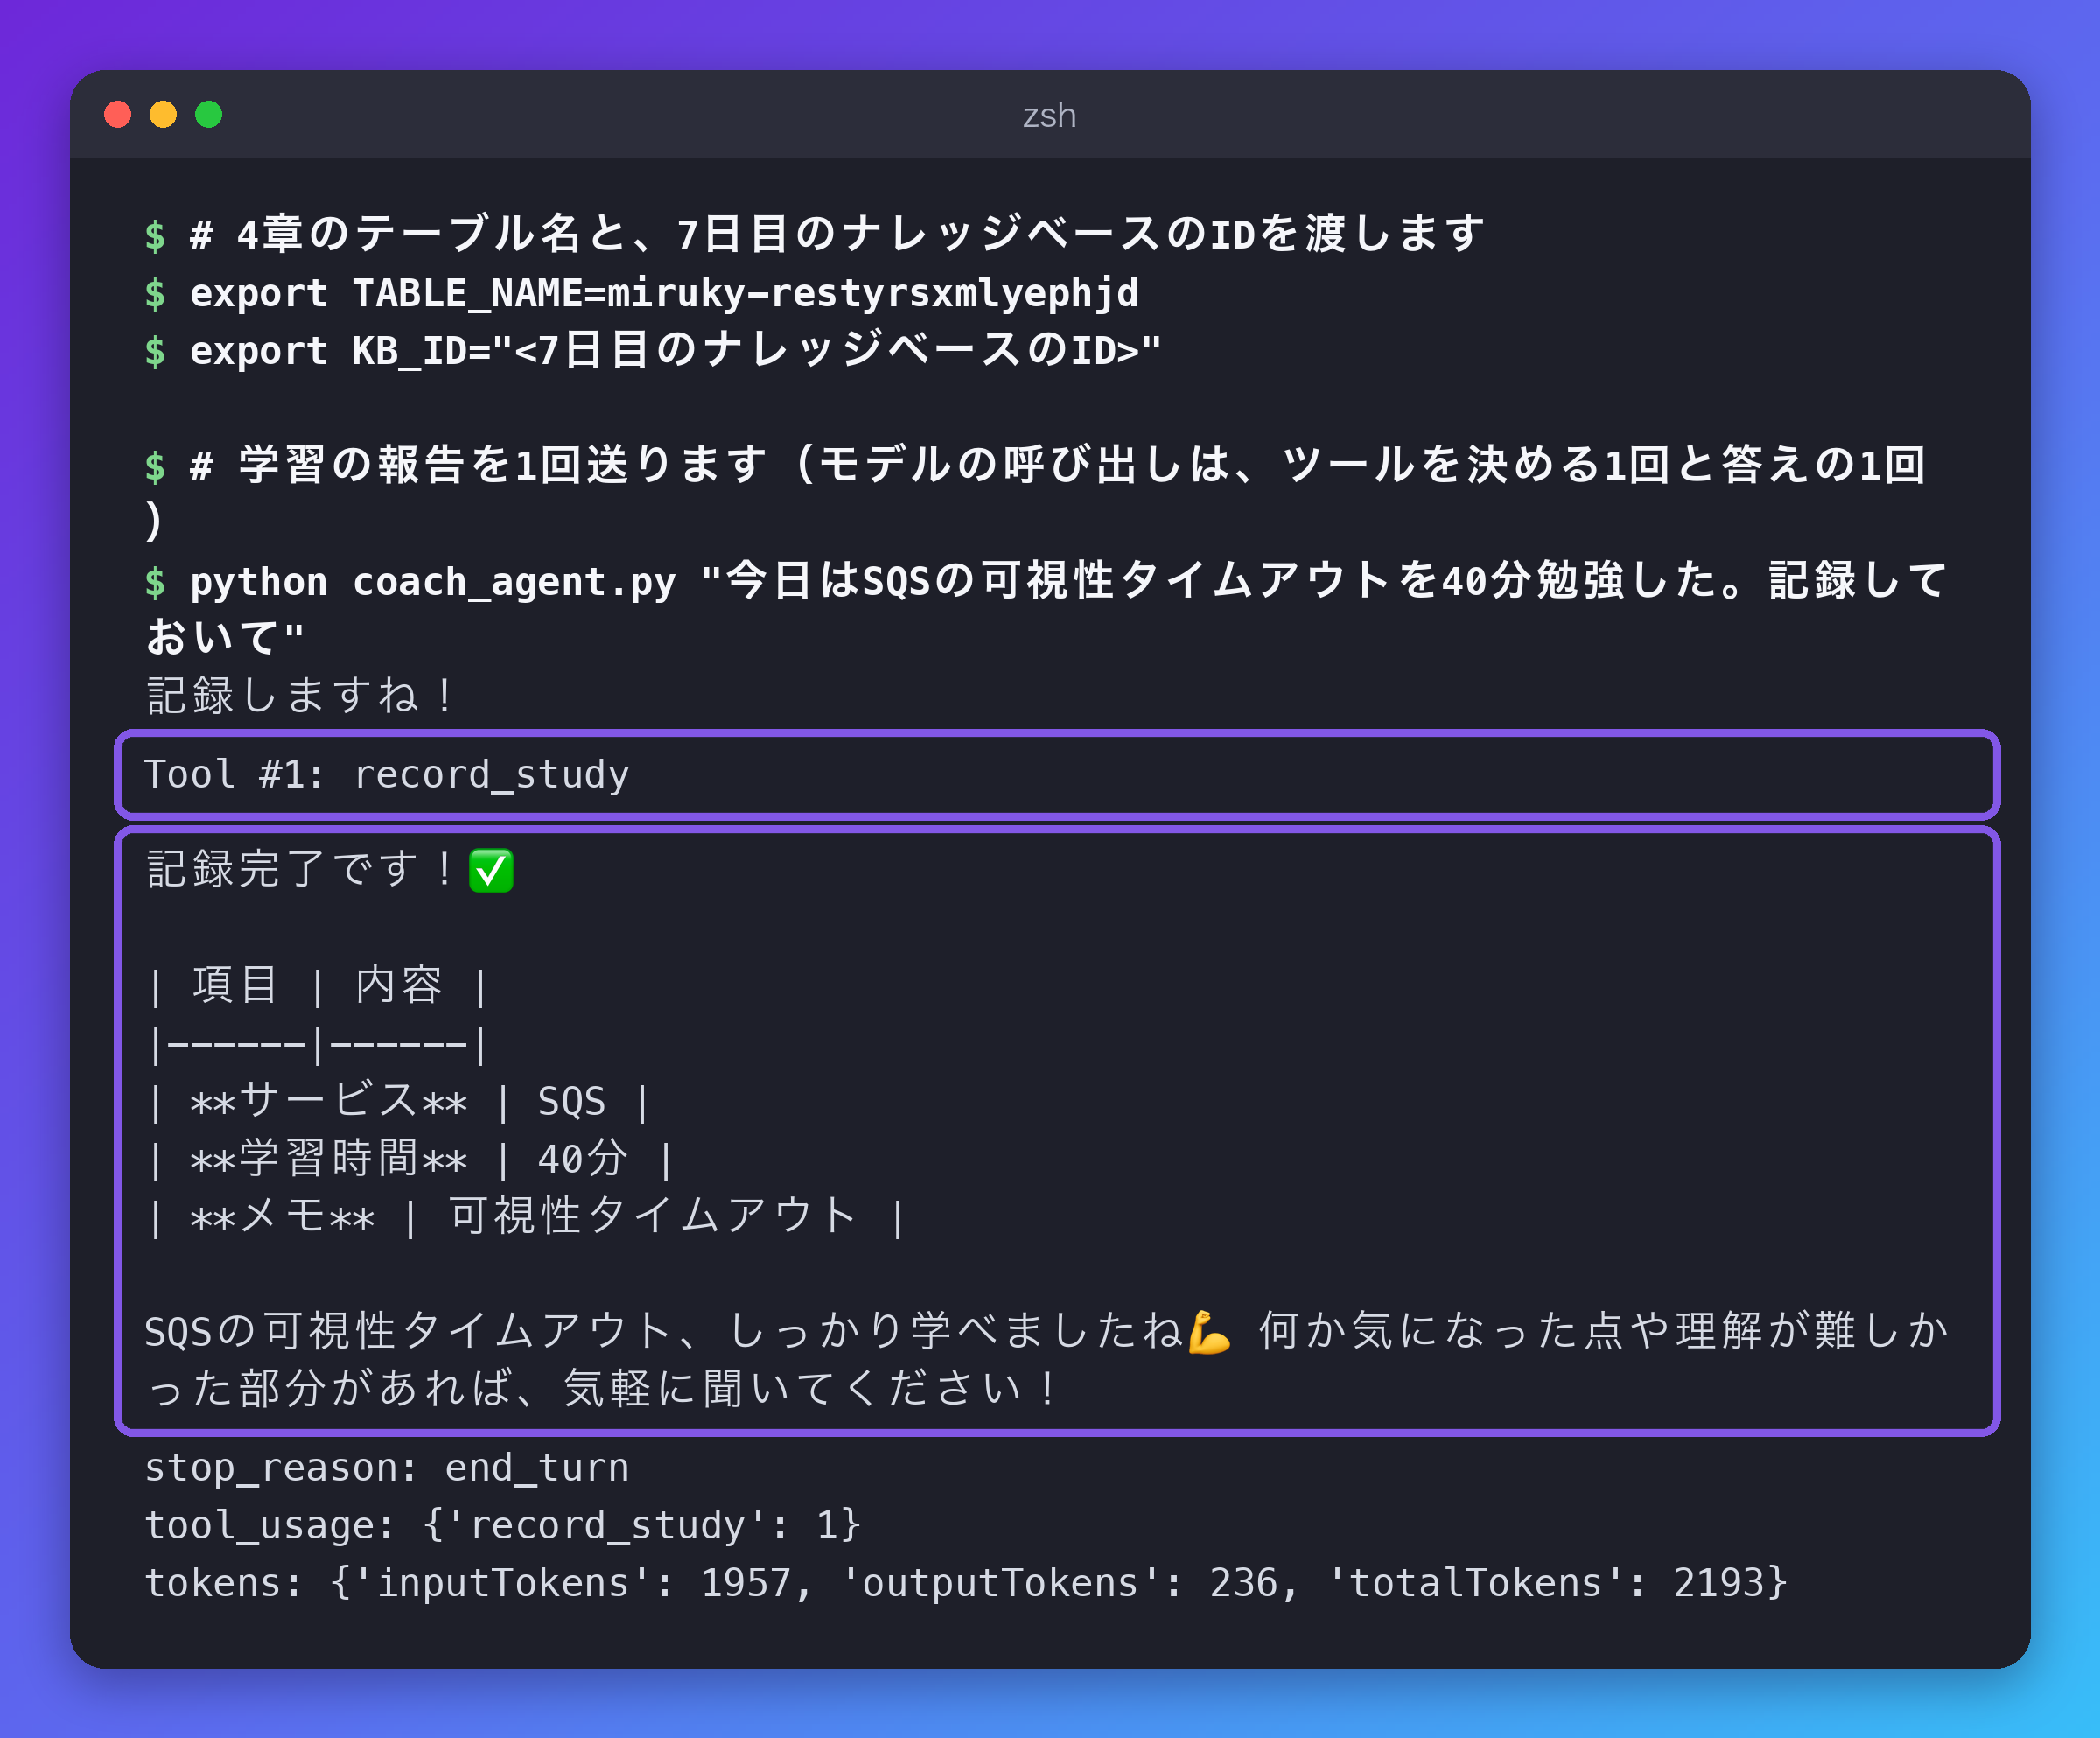 zsh
$ # 4章のテーブル名と、7日目のナレッジベースのIDを渡します
$ export TABLE_NAME=miruky-restyrsxmlyephjd
$ export KB_ID="<7日目のナレッジベースのID>"
$ # 学習の報告を1回送ります（モデルの呼び出しは、ツールを決める1回と答えの1回
）
$ python coach_agent.py "今日はSQSの可視性タイムアウトを40分勉強した。記録して
おいて"
記録しますね！
Tool #1: record_study
記録完了です！✅
| 項目 | 内容 |
|------|------|
| **サービス** | SQS |
| **学習時間** | 40分 |
| **メモ** | 可視性タイムアウト |
SQSの可視性タイムアウト、しっかり学べましたね💪 何か気になった点や理解が難しか
った部分があれば、気軽に聞いてください！
stop_reason: end_turn
tool_usage: {'record_study': 1}
tokens: {'inputTokens': 1957, 'outputTokens': 236, 'totalTokens': 2193}